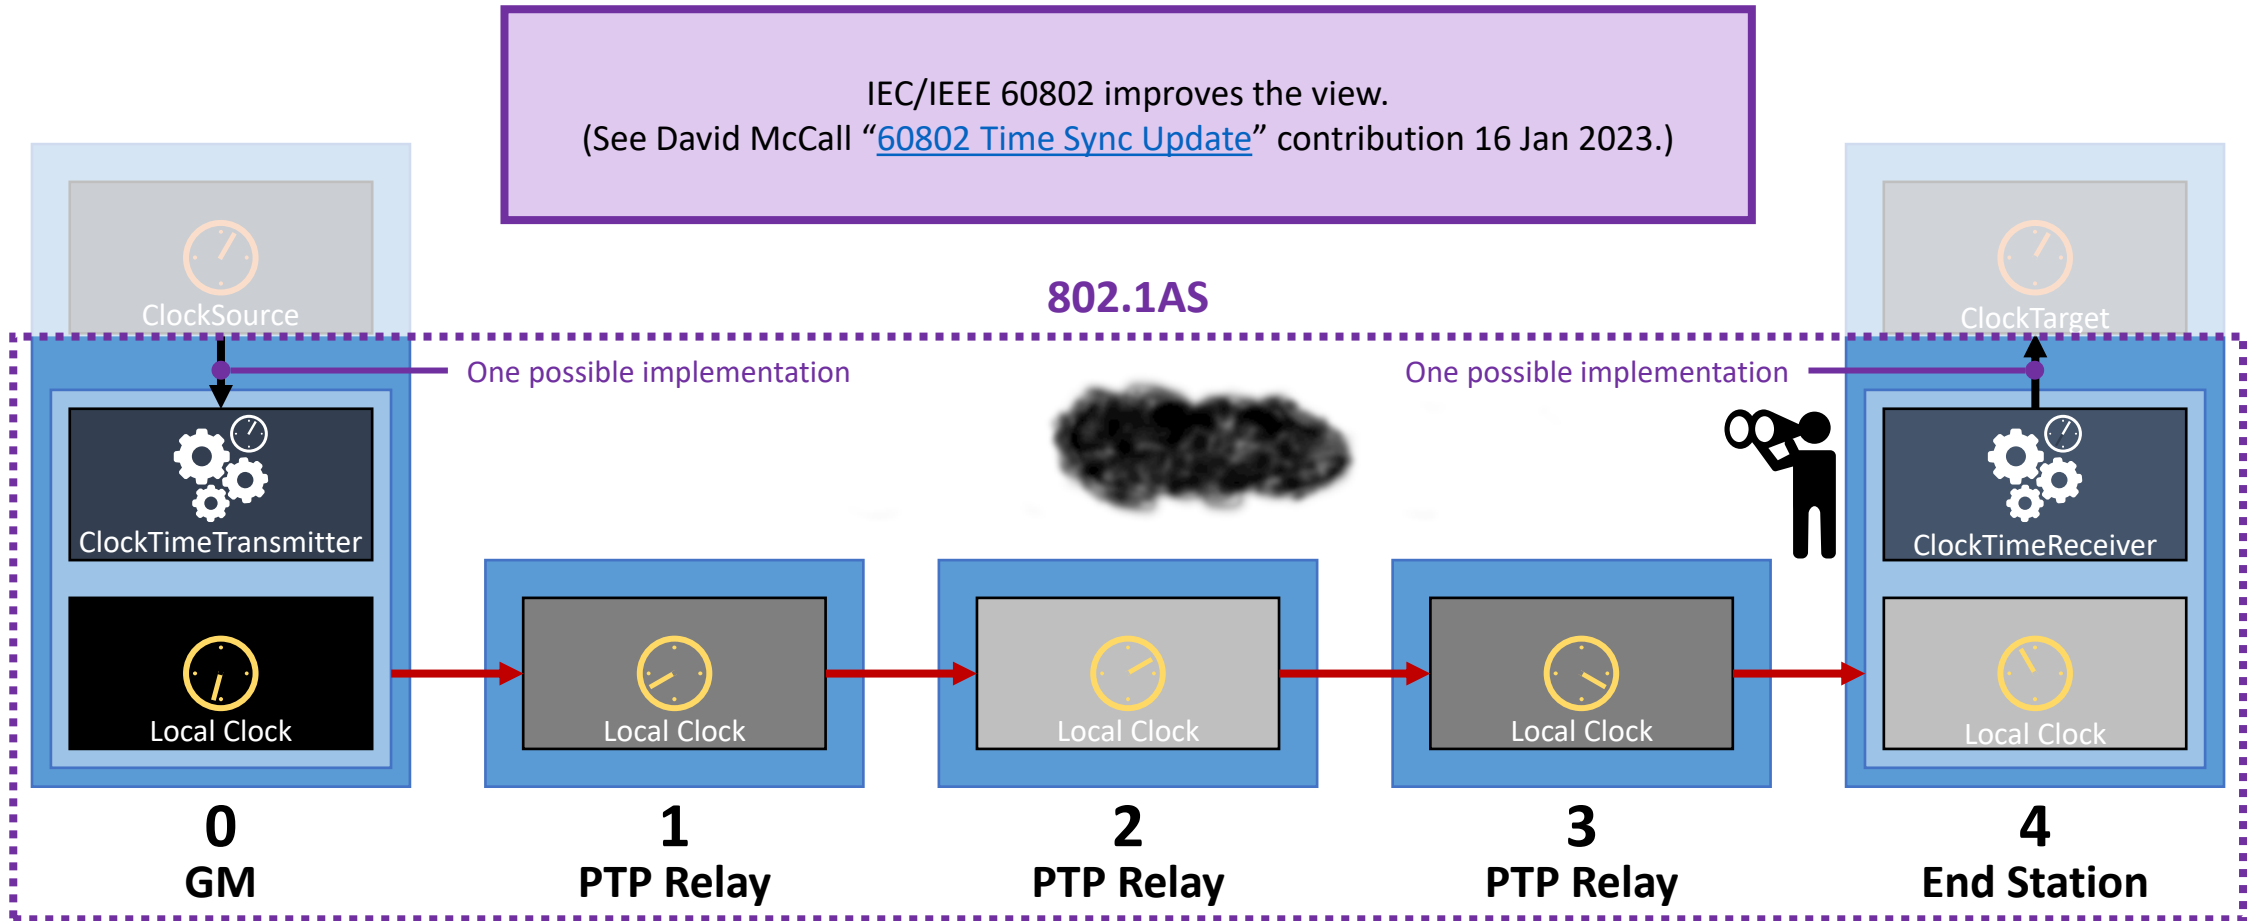 IEC/IEEE 60802 improves the view.
(See David McCall “60802 Time Sync Update” contribution 16 Jan 2023.)
802.1AS
ClockSource
ClockTarget
One possible implementation
One possible implementation
ClockTimeTransmitter
ClockTimeReceiver
Local Clock
Local Clock
Local Clock
Local Clock
Local Clock
0
1
2
3
4
GM
PTP Relay
PTP Relay
PTP Relay
End Station